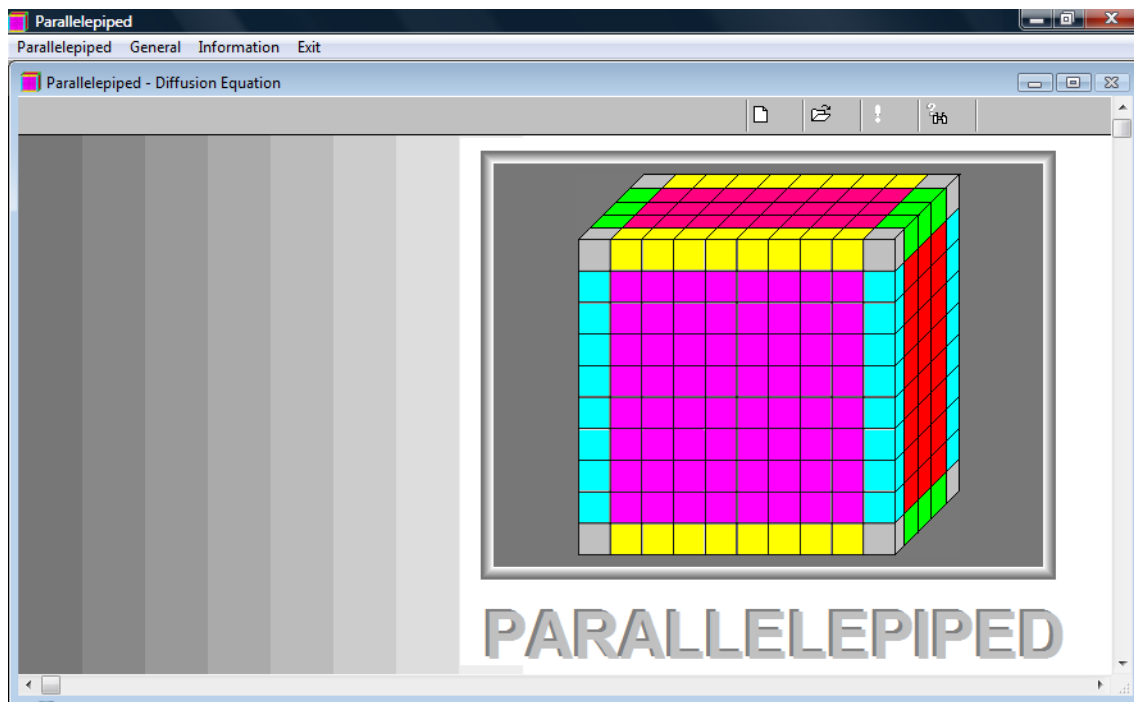 Parallelepiped
Parallelepiped General Information Exit
Parallelepiped - Diffusion Equation
PARALLELEPIPED